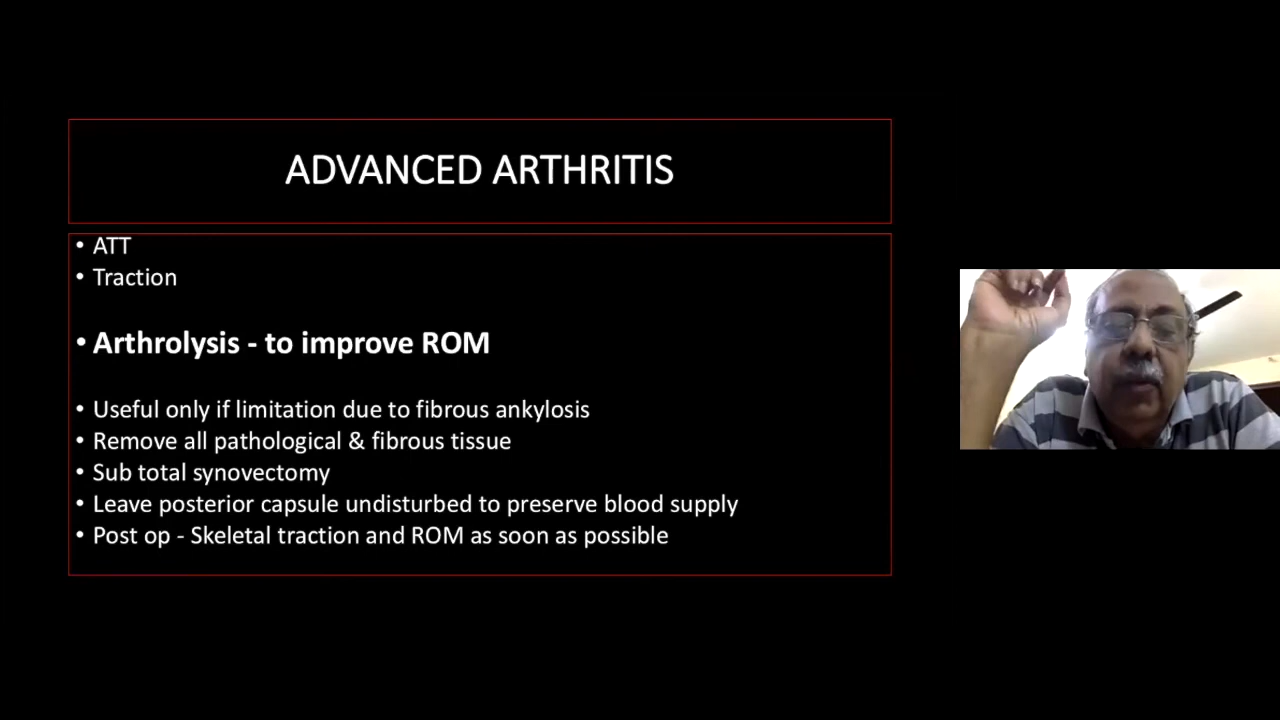 ADVANCED ARTHRITIS
• ATT
• Traction
• Arthrolysis - to improve ROM
• Useful only if limitation due to fibrous ankylosis
• Remove all pathological & fibrous tissue
• Sub total synovectomy
• Leave posterior capsule undisturbed to preserve blood supply
• Post op - Skeletal traction and ROM as soon as possible